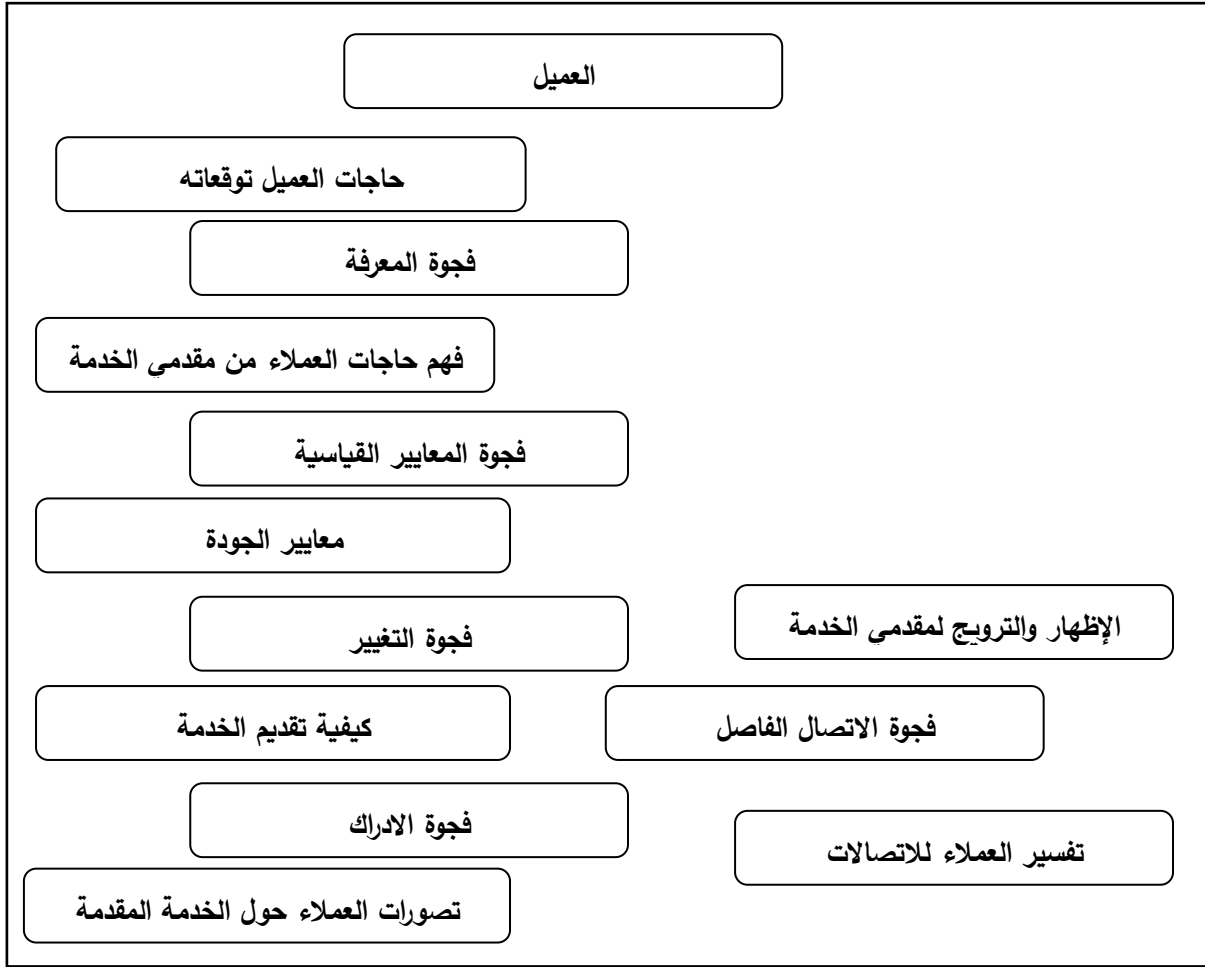 العميل
حاجات العميل توقعاته
فجوة المعرفة
فهم حاجات العملاء من مقدمي الخدمة
فجوة المعايير القياسية
معايير الجودة
الإظهار والترويج لمقدمي الخدمة
فجوة التغيير
فجوة الاتصال الفاصل
كيفية تقديم الخدمة
فجوة الادراك
تفسير العملاء للاتصالات
تصورات العملاء حول الخدمة المقدمة